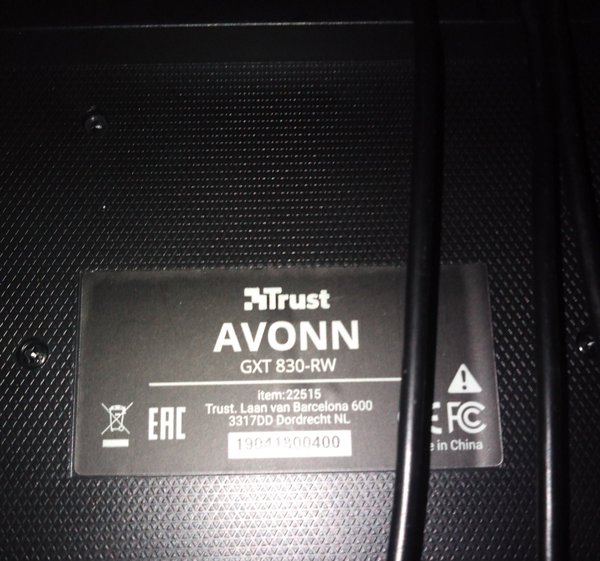 Trust
AVONN
GXT 830-RW
item:22515
Trust. Laan van Barcelona 600
3317DD Dordrecht NL
19041800400
EAC
FC
in China